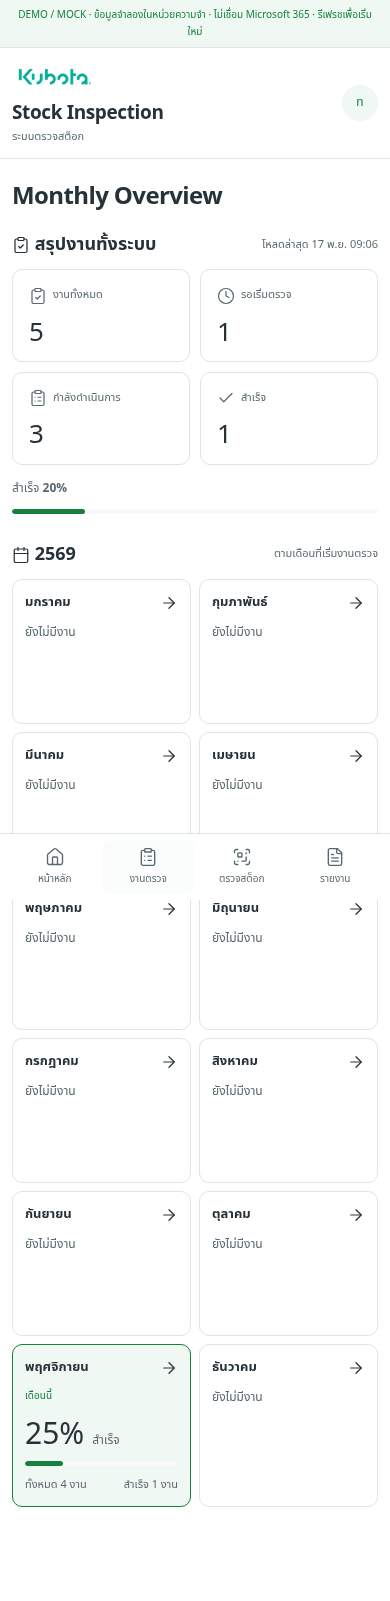 DEMO / MOCK · ข้อมูลจำลองในหน่วยความจำ · ไม่เชื่อม Microsoft 365 · รีเฟรชเพื่อเริ่ม
ใหม่
Kubota
Stock Inspection
ระบบตรวจสต็อก
ท
Monthly Overview
สรุปงานทั้งระบบ
โหลดล่าสุด 17 พ.ย. 09:06
งานทั้งหมด
5
รอเริ่มตรวจ
1
กำลังดำเนินการ
3
สำเร็จ
1
สำเร็จ 20%
2569
ตามเดือนที่เริ่มงานตรวจ
มกราคม
ยังไม่มีงาน
กุมภาพันธ์
ยังไม่มีงาน
มีนาคม
ยังไม่มีงาน
เมษายน
ยังไม่มีงาน
หน้าหลัก
งานตรวจ
ตรวจสต็อก
รายงาน
พฤษภาคม
ยังไม่มีงาน
มิถุนายน
ยังไม่มีงาน
กรกฎาคม
ยังไม่มีงาน
สิงหาคม
ยังไม่มีงาน
กันยายน
ยังไม่มีงาน
ตุลาคม
ยังไม่มีงาน
พฤศจิกายน
เดือนนี้
25% สำเร็จ
ทั้งหมด 4 งาน
สำเร็จ 1 งาน
ธันวาคม
ยังไม่มีงาน